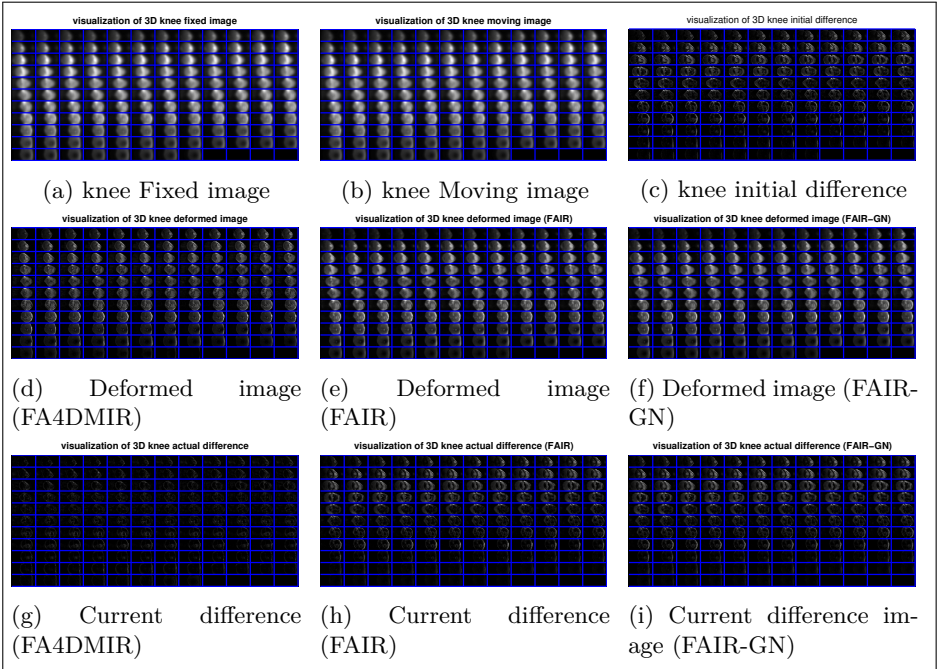 visualization of 3D knee fixed image
visualization of 3D knee moving image
visualization of 3D knee initial difference
(a) knee Fixed image
(b) knee Moving image
(c) knee initial difference
visualization of 3D knee deformed image
visualization of 3D knee deformed image (FAIR)
visualization of 3D knee deformed image (FAIR−GN)
(d) Deformed image
(FA4DMIR)
(e) Deformed image
(FAIR)
(f) Deformed image (FAIR-
GN)
visualization of 3D knee actual difference
visualization of 3D knee actual difference (FAIR)
visualization of 3D knee actual difference (FAIR−GN)
(g) Current difference
(FA4DMIR)
(h) Current difference
(FAIR)
(i) Current difference im-
age (FAIR-GN)